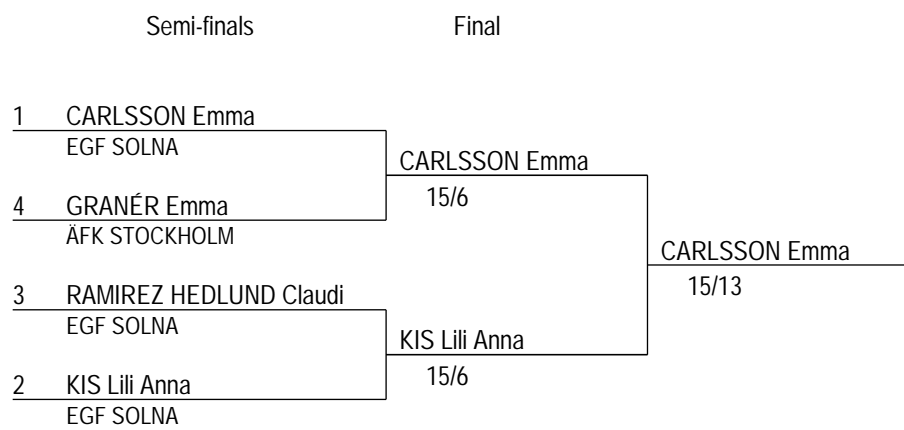 Semi-finals Final
1 CARLSSON Emma
EGF SOLNA
CARLSSON Emma
15/6
4 GRANÉR Emma
ÄFK STOCKHOLM
CARLSSON Emma
15/13
3 RAMIREZ HEDLUND Claudi
EGF SOLNA
KIS Lili Anna
15/6
2 KIS Lili Anna
EGF SOLNA